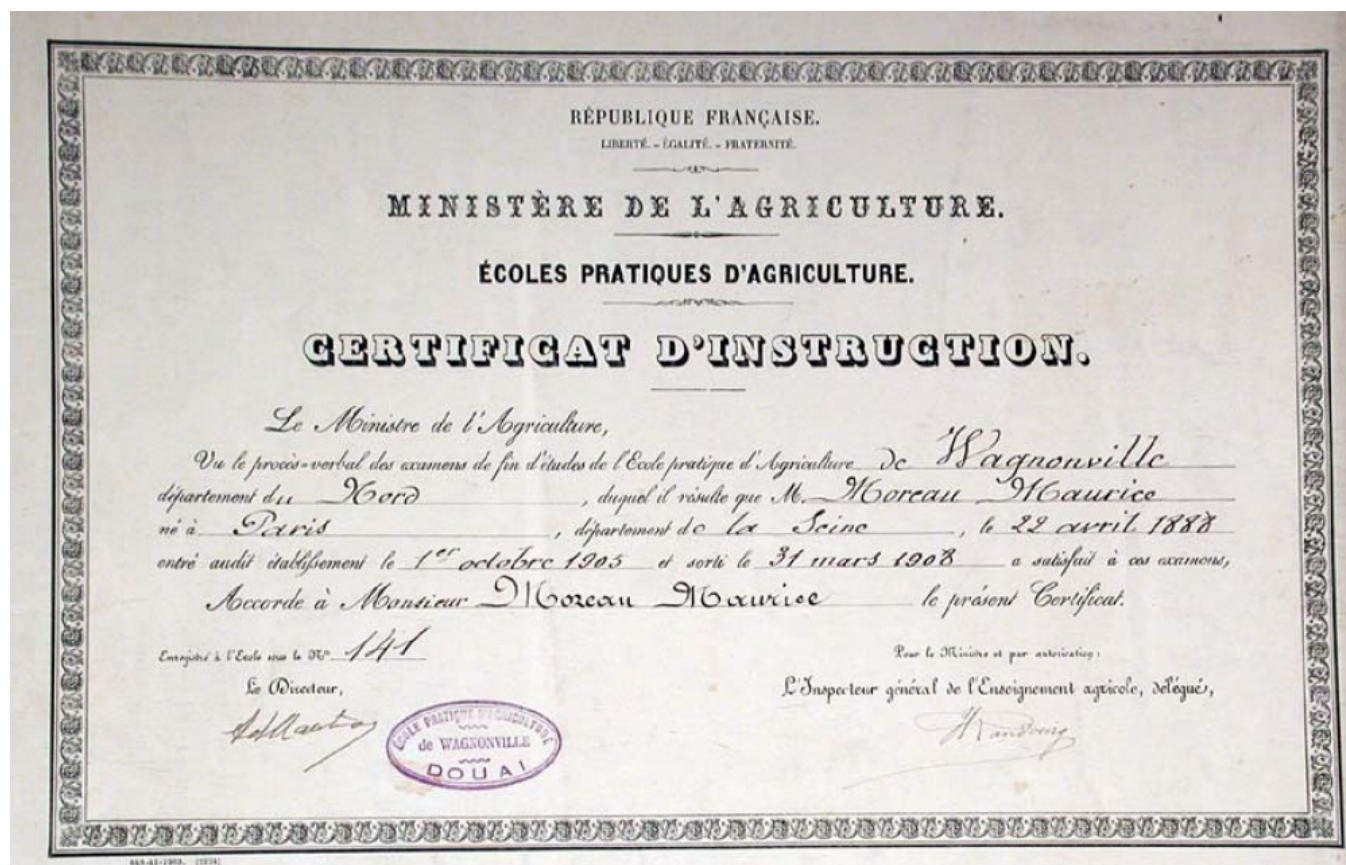 RÉPUBLIQUE FRANÇAISE.
LIBERTÉ. - ÉGALITÉ. - FRATERNITÉ.
MINISTÈRE DE L'AGRICULTURE.
ÉCOLES PRATIQUES D'AGRICULTURE.
CERTIFICAT D'INSTRUCTION.
Le Ministre de l'Agriculture,
Vu le procès-verbal des examens de fin d'études de l'Ecole pratique d'Agriculture de Wagnonville
département du Nord, duquel il résulte que M. Moreau Maurice
né à Paris, département de la Seine, le 22 avril 1888
entré audit établissement le 1er octobre 1905 et sorti le 31 mars 1908 a satisfait à ces examens,
Accorde à Monsieur Moreau Maurice le présent Certificat.
Enregistré à l'Ecole sous le No 141
Pour le Ministre et par autorisation:
Le Directeur,
L'Inspecteur général de l'Enseignement agricole, délégué,
ÉCOLE PRATIQUE D'AGRICULTURE
de WAGNONVILLE
DOUAI